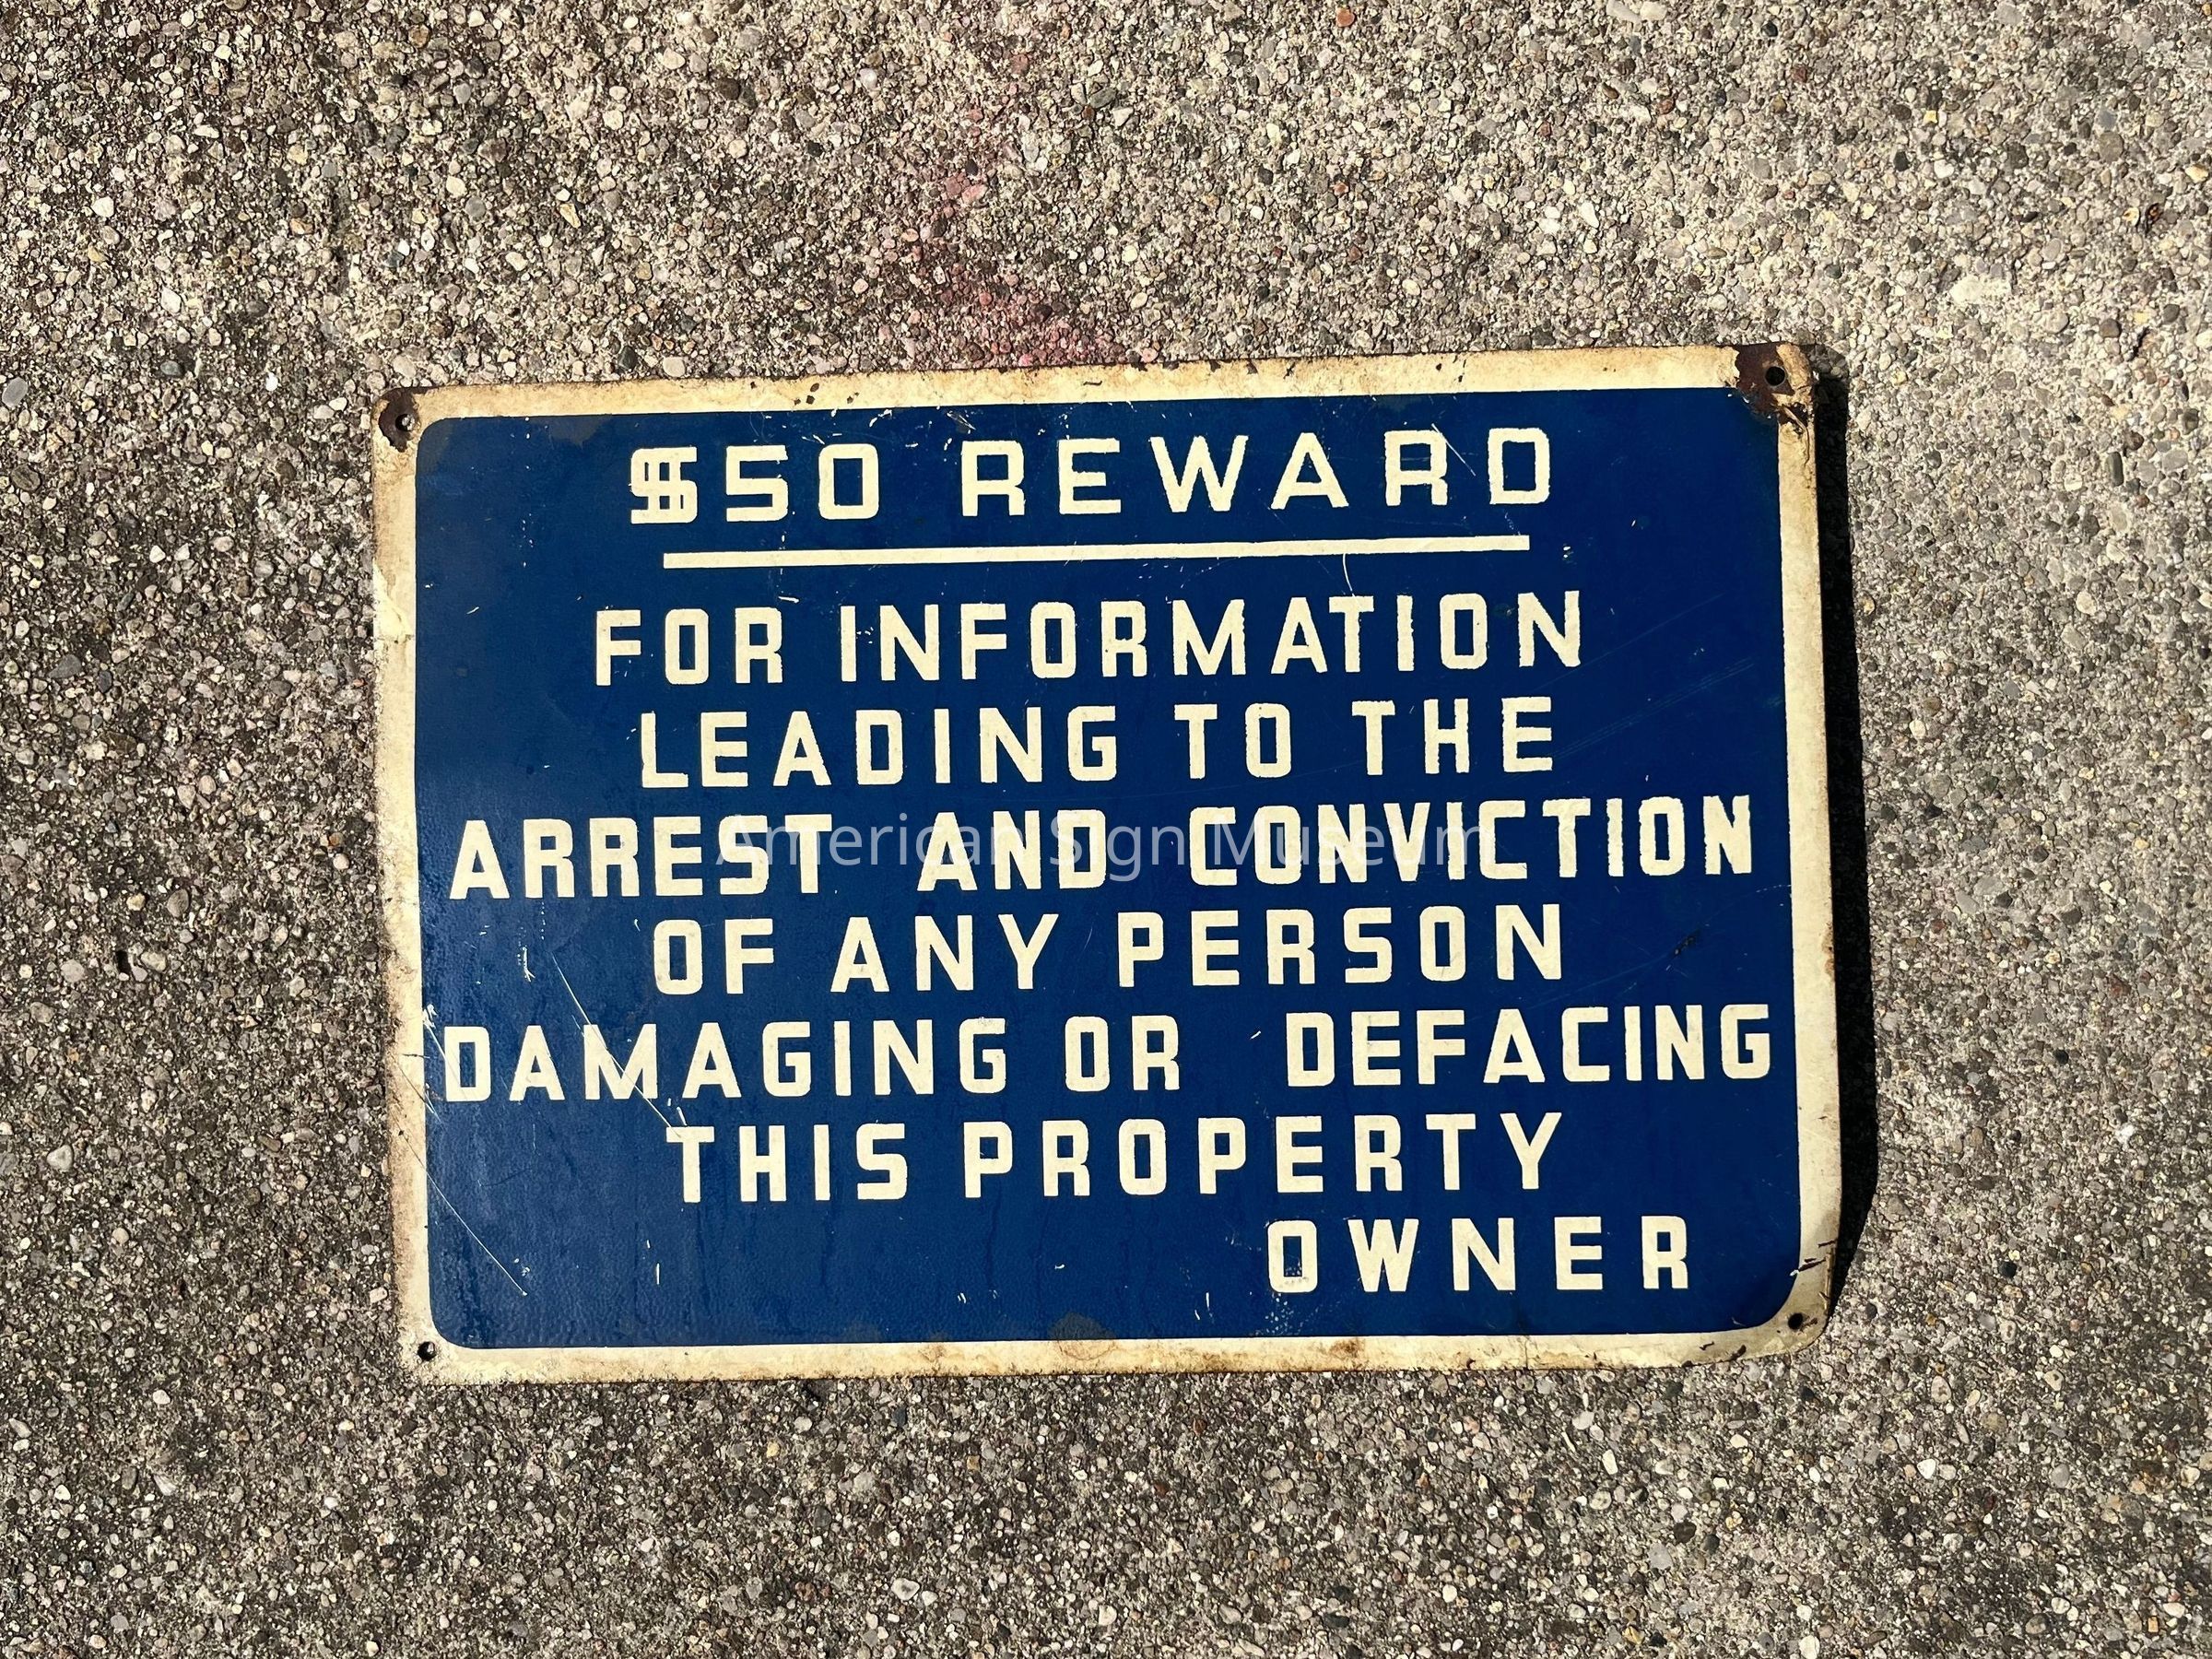 $50 REWARD
FOR INFORMATION
LEADING TO THE
ARREST AND CONVICTION
American Sign Museum
OF ANY PERSON
DAMAGING OR DEFACING
THIS PROPERTY
OWNER